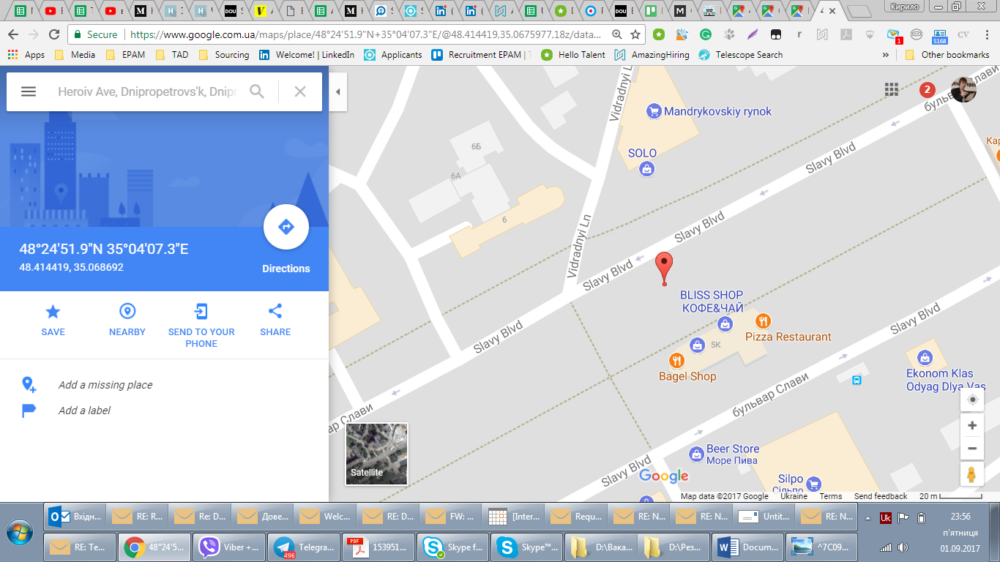 Кирило
Secure
https://www.google.com.ua/maps/place/48°24'51.9"N+35°04'07.3"E/@48.414419,35.0675977,18z/data...
1
5168
CV
Apps
Media
EPAM
TAD
Sourcing
Welcome! | LinkedIn
Applicants
Recruitment EPAM | T
Hello Talent
AmazingHiring
Telescope Search
»
Other bookmarks
Heroiv Ave, Dnipropetrovs'k, Dnipr
2
48°24'51.9"N 35°04'07.3"E
48.414419, 35.068692
Directions
SAVE
NEARBY
SEND TO YOUR
PHONE
SHARE
Add a missing place
Add a label
Vidradnyi Ln
Mandrykovskiy rynok
бульвар Слави
SOLO
6Б
6А
6
Slavy Blvd
Slavy Blvd
Vidradnyi Ln
Slavy Blvd
BLISS SHOP
КОФЕ&ЧАЙ
Pizza Restaurant
5К
Bagel Shop
Slavy Blvd
Slavy Blvd
Ekonom Klas
Odyag Dlya Vas
бульвар Слави
вар Слави
Beer Store
Море Пива
Slavy Blvd
Silpo
Сільпо
Satellite
Google
Map data ©2017 Google
Ukraine
Terms
Send feedback
20 m
Вхідн...
RE: R...
Re: D...
Дове...
Welc...
RE: D...
FW: ...
[Inter...
Requ...
RE: N...
RE: N...
Untit...
RE: N...
Uk
23:56
п'ятниця
01.09.2017
RE: Te...
48°24'5...
Viber +...
Telegra...
496
PDF
153951...
Skype f...
Skype™...
D:\Вака...
D:\Рез...
Docum...
^7C09...